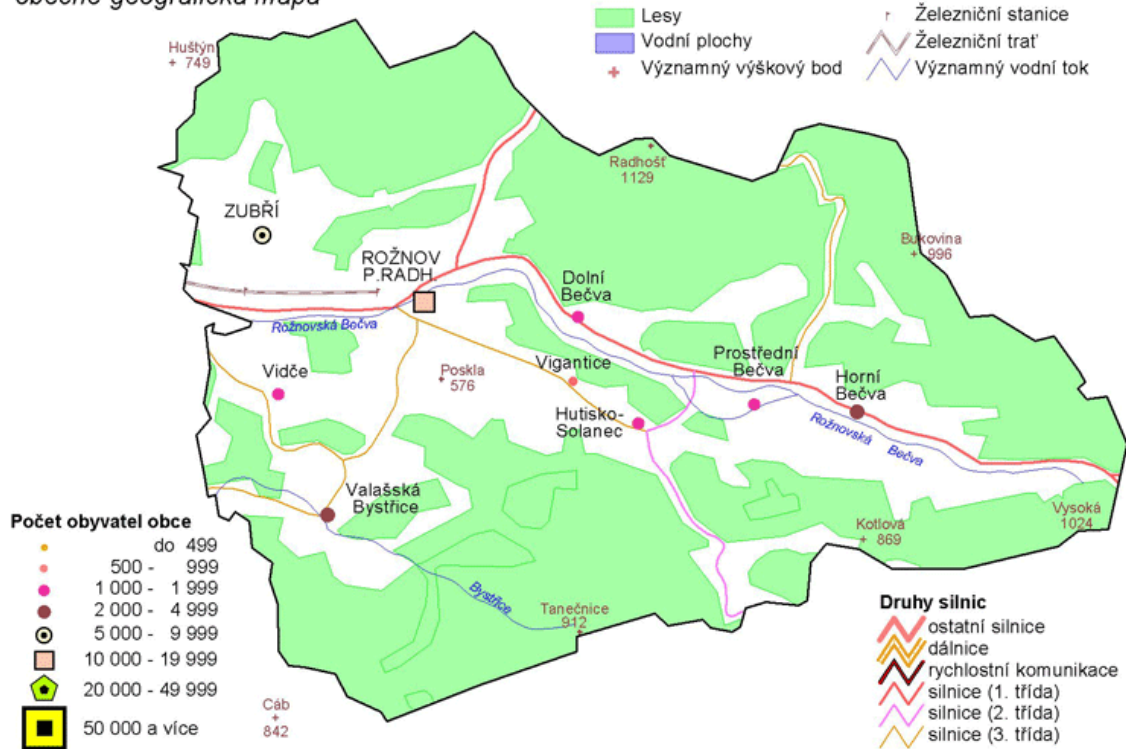 obecně-geografická mapa
Lesy
Vodní plochy
Významný výškový bod
Železniční stanice
Železniční trať
Významný vodní tok
Huštýn
749
Radhošť
1129
ZUBŘÍ
Bukovina
996
ROŽNOV
P.RADH.
Dolní
Bečva
Rožnovská Bečva
Vidče
Poskla
576
Vigantice
Prostřední
Bečva
Horní
Bečva
Hutisko-
Solanec
Rožnovská Bečva
Valašská
Bystřice
Vysoká
1024
Kotlová
869
Bystřice
Tanečnice
912
Cáb
842
Počet obyvatel obce
do 499
500 - 999
1 000 - 1 999
2 000 - 4 999
5 000 - 9 999
10 000 - 19 999
20 000 - 49 999
50 000 a více
Druhy silnic
ostatní silnice
dálnice
rychlostní komunikace
silnice (1. třída)
silnice (2. třída)
silnice (3. třída)